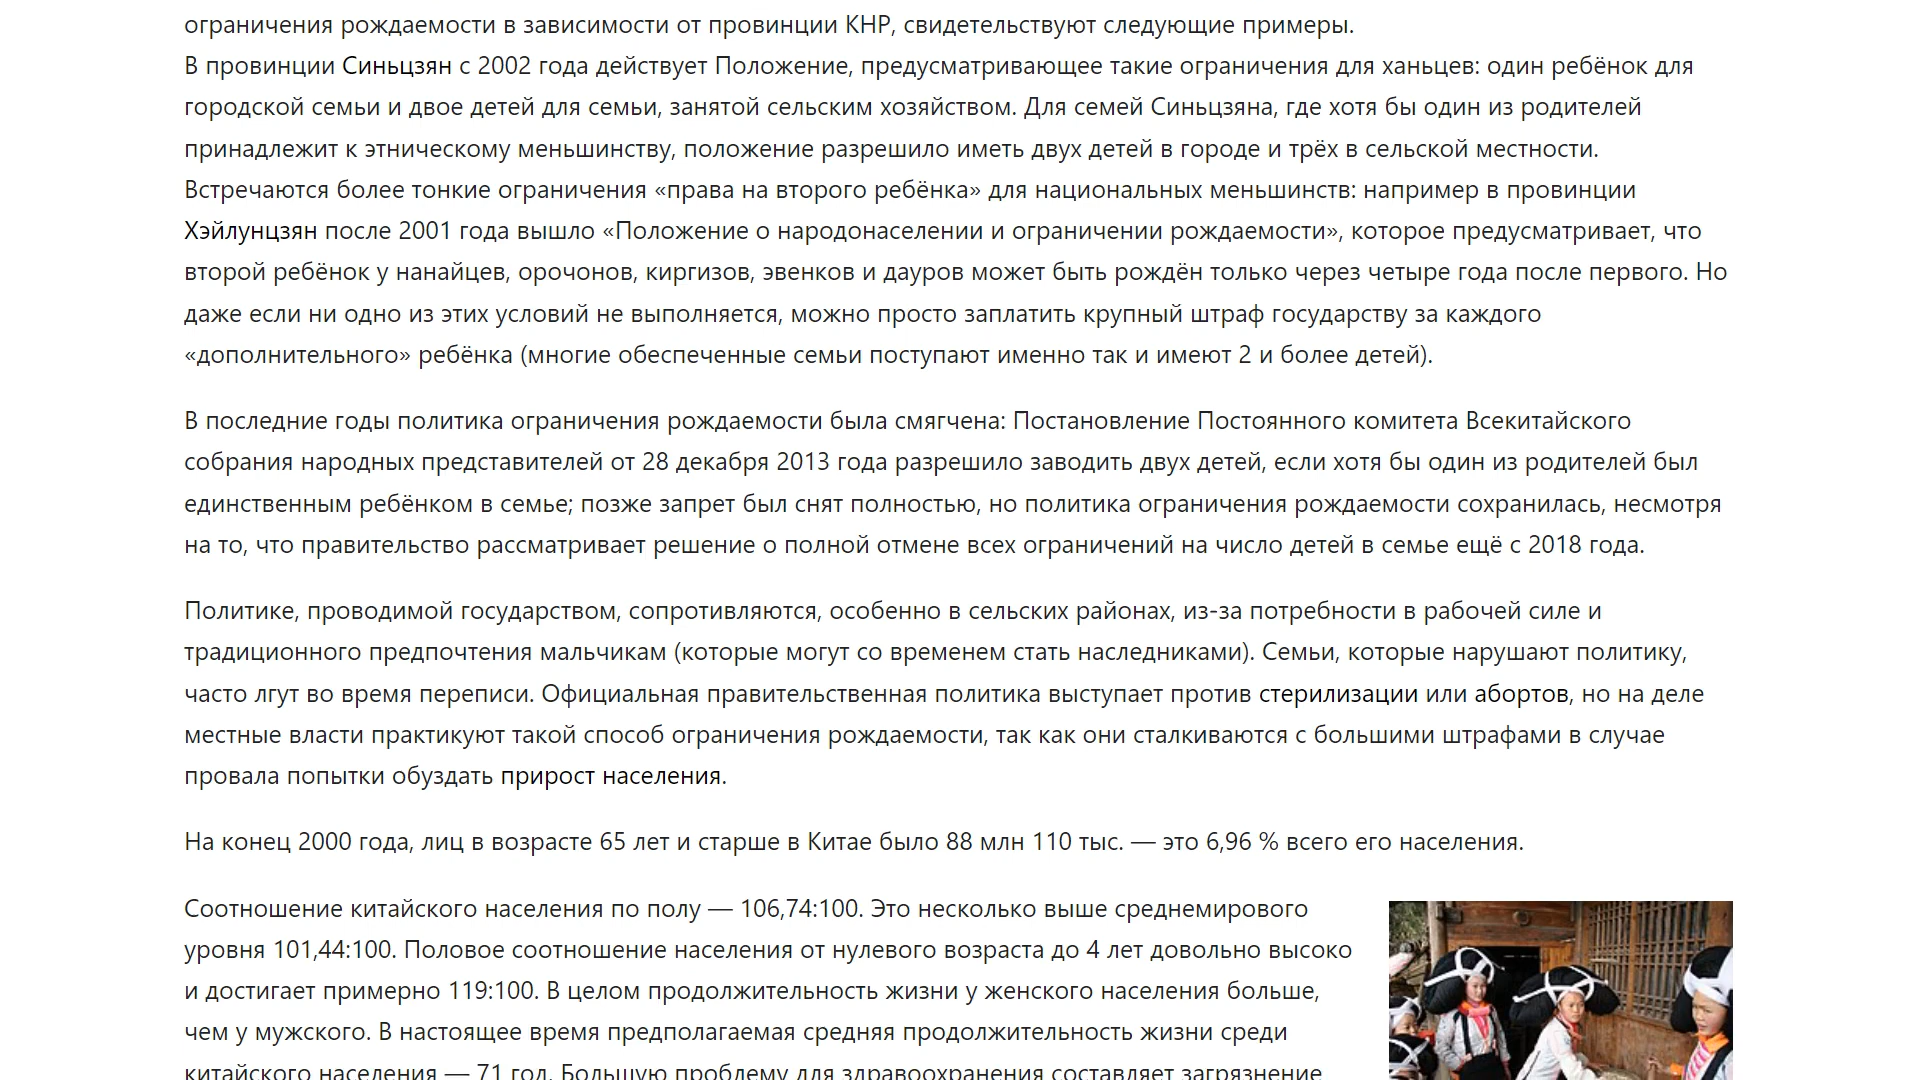 ограничения рождаемости в зависимости от провинции КНР, свидетельствуют следующие примеры.
В провинции Синьцзян с 2002 года действует Положение, предусматривающее такие ограничения для ханьцев: один ребёнок для
городской семьи и двое детей для семьи, занятой сельским хозяйством. Для семей Синьцзяна, где хотя бы один из родителей
принадлежит к этническому меньшинству, положение разрешило иметь двух детей в городе и трёх в сельской местности.
Встречаются более тонкие ограничения «права на второго ребёнка» для национальных меньшинств: например в провинции
Хэйлунцзян после 2001 года вышло «Положение о народонаселении и ограничении рождаемости», которое предусматривает, что
второй ребёнок у нанайцев, орочонов, киргизов, эвенков и дауров может быть рождён только через четыре года после первого. Но
даже если ни одно из этих условий не выполняется, можно просто заплатить крупный штраф государству за каждого
«дополнительного» ребёнка (многие обеспеченные семьи поступают именно так и имеют 2 и более детей).
В последние годы политика ограничения рождаемости была смягчена: Постановление Постоянного комитета Всекитайского
собрания народных представителей от 28 декабря 2013 года разрешило заводить двух детей, если хотя бы один из родителей был
единственным ребёнком в семье; позже запрет был снят полностью, но политика ограничения рождаемости сохранилась, несмотря
на то, что правительство рассматривает решение о полной отмене всех ограничений на число детей в семье ещё с 2018 года.
Политике, проводимой государством, сопротивляются, особенно в сельских районах, из-за потребности в рабочей силе и
традиционного предпочтения мальчикам (которые могут со временем стать наследниками). Семьи, которые нарушают политику,
часто лгут во время переписи. Официальная правительственная политика выступает против стерилизации или абортов, но на деле
местные власти практикуют такой способ ограничения рождаемости, так как они сталкиваются с большими штрафами в случае
провала попытки обуздать прирост населения.
На конец 2000 года, лиц в возрасте 65 лет и старше в Китае было 88 млн 110 тыс. — это 6,96 % всего его населения.
Соотношение китайского населения по полу — 106,74:100. Это несколько выше среднемирового
уровня 101,44:100. Половое соотношение населения от нулевого возраста до 4 лет довольно высоко
и достигает примерно 119:100. В целом продолжительность жизни у женского населения больше,
чем у мужского. В настоящее время предполагаемая средняя продолжительность жизни среди
китайского населения — 71 год. Большую проблему для здравоохранения составляет загрязнение